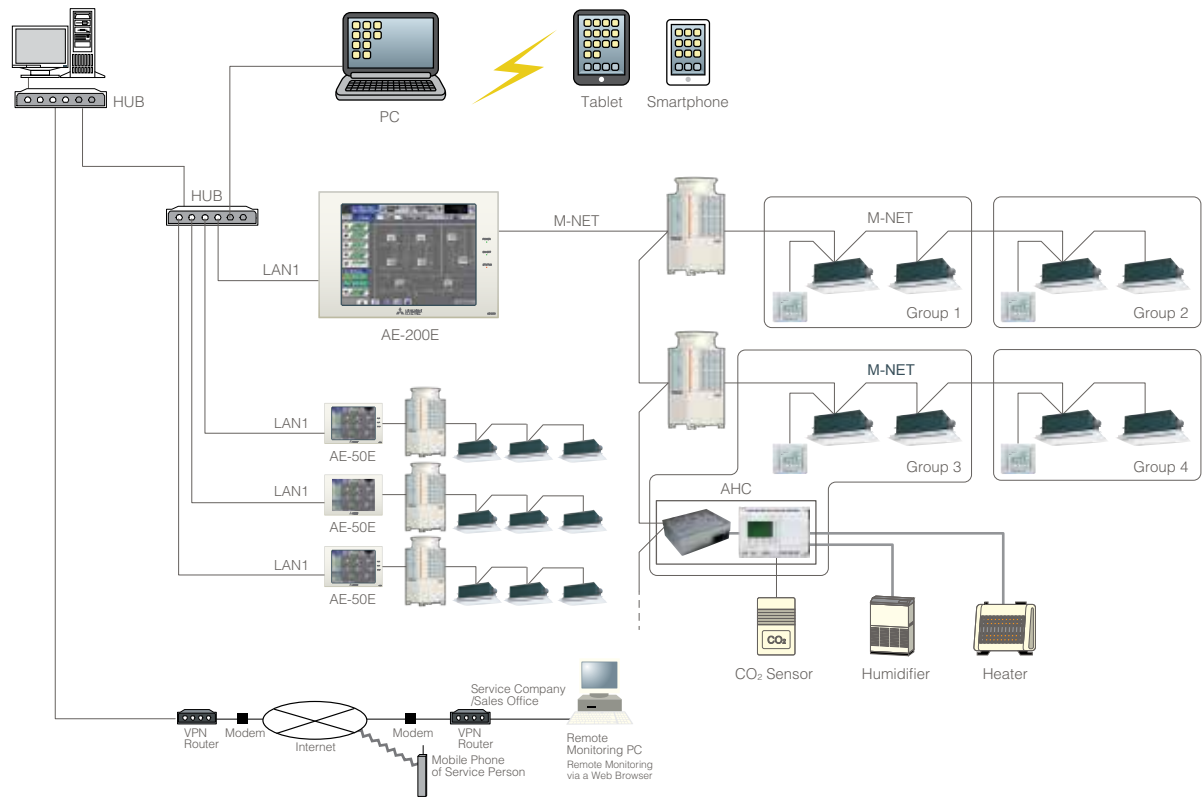 HUB
PC
Tablet
Smartphone
HUB
LAN1
AE-200E
M-NET
M-NET
Group 1
Group 2
M-NET
Group 3
Group 4
LAN1
AE-50E
LAN1
AE-50E
LAN1
AE-50E
AHC
CO₂
CO₂ Sensor
Humidifier
Heater
VPN
Router
Modem
Internet
Modem
VPN
Router
Service Company
/Sales Office
Mobile Phone
of Service Person
Remote
Monitoring PC
Remote Monitoring
via a Web Browser